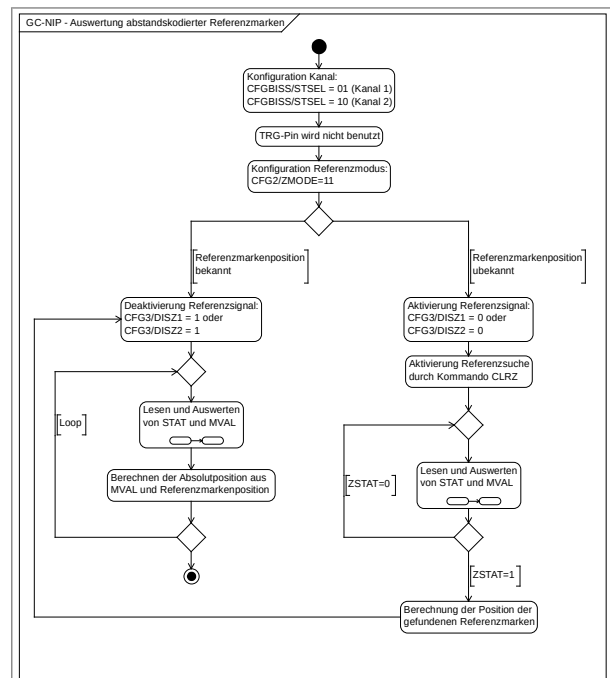 GC-NIP - Auswertung abstandskodierter Referenzmarken
Konfiguration Kanal:
CFGBISS/STSEL = 01 (Kanal 1)
CFGBISS/STSEL = 10 (Kanal 2)
TRG-Pin wird nicht benutzt
Konfiguration Referenzmodus:
CFG2/ZMODE=11
Referenzmarkenposition
bekannt
Referenzmarkenposition
ubekannt
Deaktivierung Referenzsignal:
CFG3/DISZ1 = 1 oder
CFG3/DISZ2 = 1
Aktivierung Referenzsignal:
CFG3/DISZ1 = 0 oder
CFG3/DISZ2 = 0
Aktivierung Referenzsuche
durch Kommando CLRZ
Loop
Lesen und Auswerten
von STAT und MVAL
Berechnen der Absolutposition aus
MVAL und Referenzmarkenposition
ZSTAT=0
Lesen und Auswerten
von STAT und MVAL
ZSTAT=1
Berechnung der Position der
gefundenen Referenzmarken